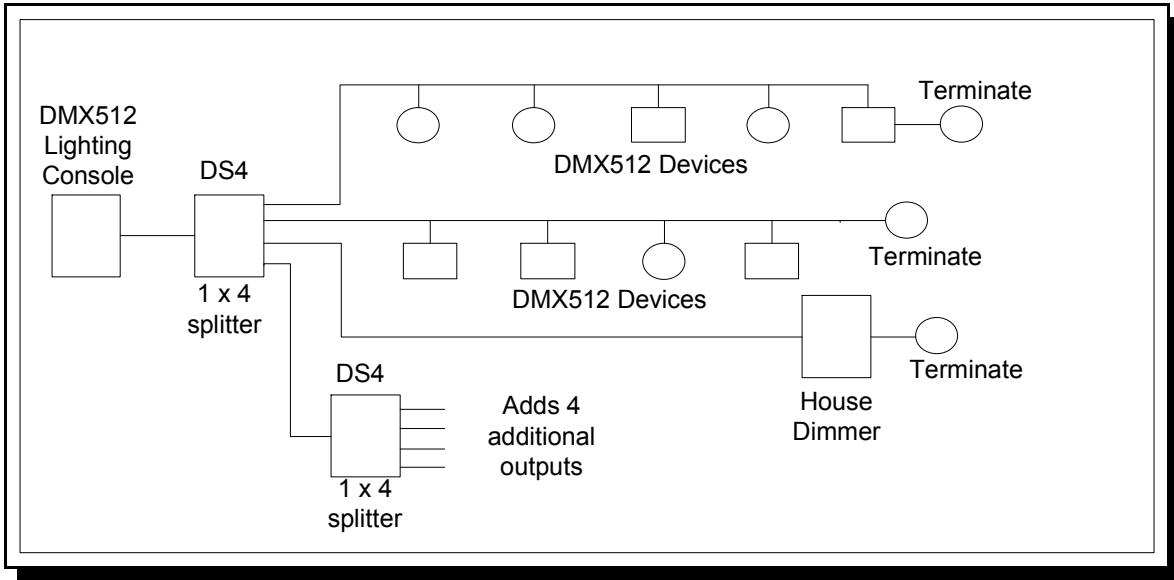 DMX512
Lighting
Console
DS4
1 x 4
splitter
Terminate
DMX512 Devices
Terminate
DMX512 Devices
Terminate
House
Dimmer
DS4
1 x 4
splitter
Adds 4
additional
outputs